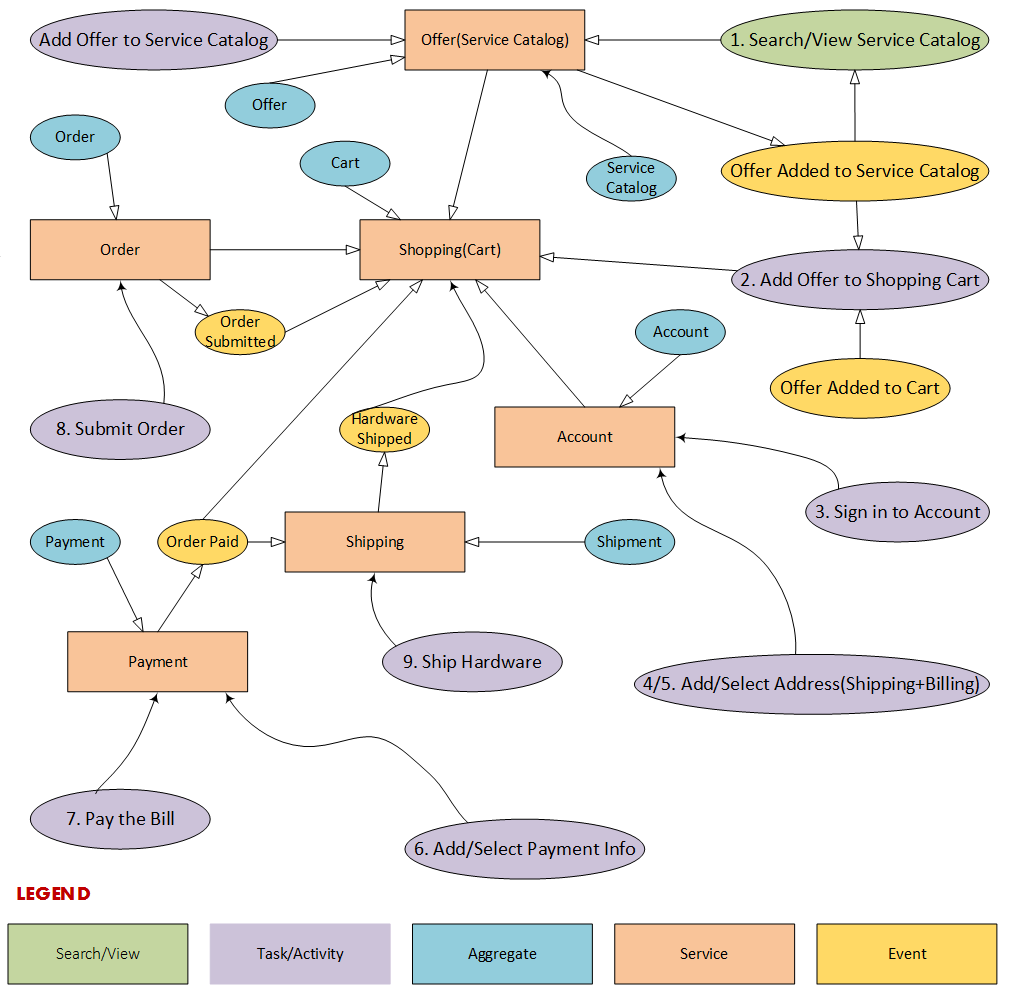 Add Offer to Service Catalog
Offer(Service Catalog)
1. Search/View Service Catalog
Offer
Order
Cart
Service
Catalog
Offer Added to Service Catalog
Order
Shopping(Cart)
2. Add Offer to Shopping Cart
Order
Submitted
Account
Offer Added to Cart
8. Submit Order
Hardware
Shipped
Account
3. Sign in to Account
Payment
Order Paid
Shipping
Shipment
Payment
9. Ship Hardware
4/5. Add/Select Address(Shipping+Billing)
7. Pay the Bill
6. Add/Select Payment Info
LEGEND
Search/View
Task/Activity
Aggregate
Service
Event